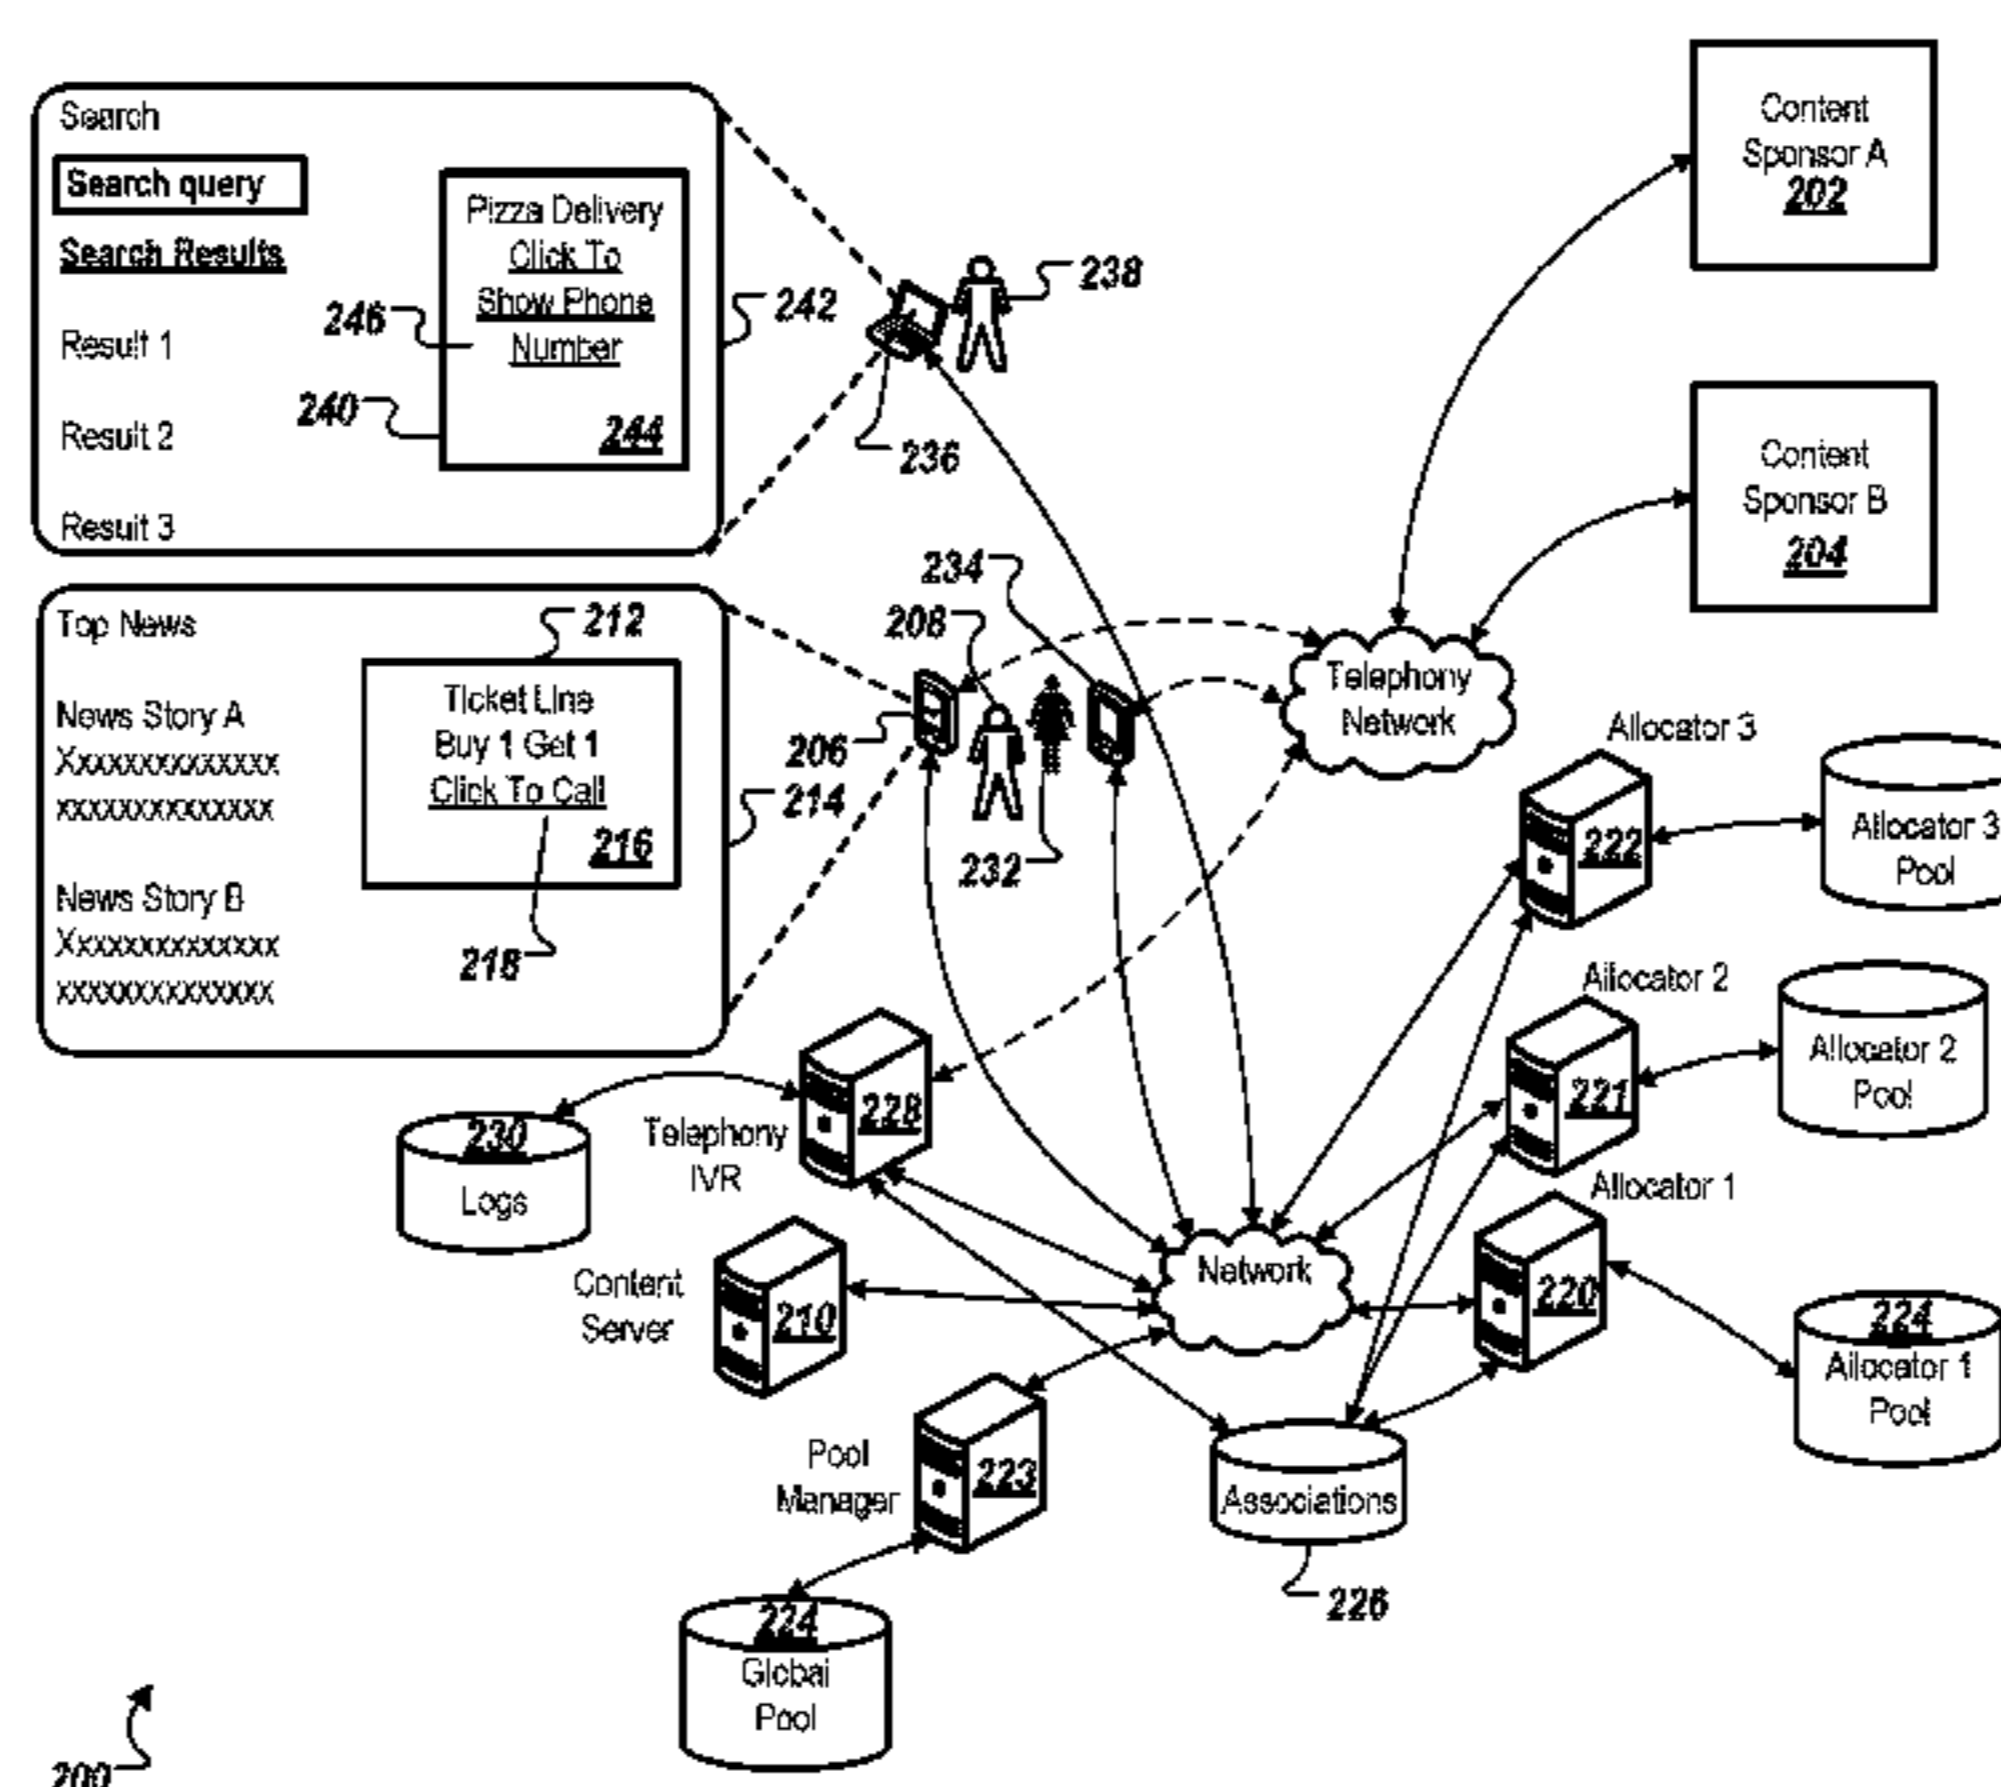 Search
Search query
Search Results
Result 1
Result 2
Result 3
Pizza Delivery
Click To
Show Phone
Number
244
246
240
242
238
236
Content
Sponsor A
202
Content
Sponsor B
204
Top News
News Story A
Xxxxxxxxxxxxxx
xxxxxxxxxxxxxx
News Story B
Xxxxxxxxxxxxxx
xxxxxxxxxxxxxx
212
Ticket Line
Buy 1 Get 1
Click To Call
216
218
214
234
208
206
232
Telephony
Network
Allocator 3
222
Allocator 3
Pool
Allocator 2
221
Allocator 2
Pool
Allocator 1
220
224
Allocator 1
Pool
228
Telephony
IVR
230
Logs
Content
Server
210
Network
Pool
Manager
223
Associations
226
224
Global
Pool
200